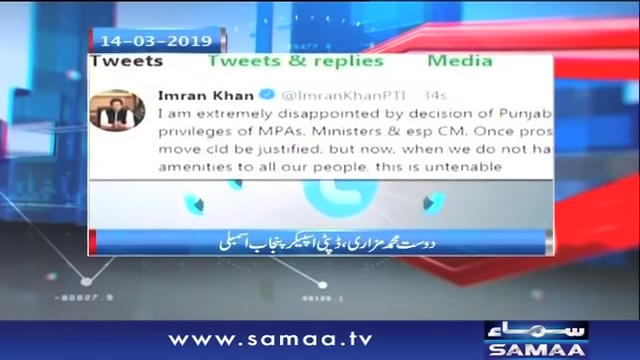 14-03-2019
Tweets Tweets & replies Media
Imran Khan @ImranKhanPTI · 34s
I am extremely disappointed by decision of Punjab
privileges of MPAs, Ministers & esp CM. Once pros
move cld be justified, but now, when we do not ha
amenities to all our people, this is untenable
دوست محمد مزاری، ڈپٹی اسپیکر پنجاب اسمبلی
www.samaa.tv
سماء
SAMAA